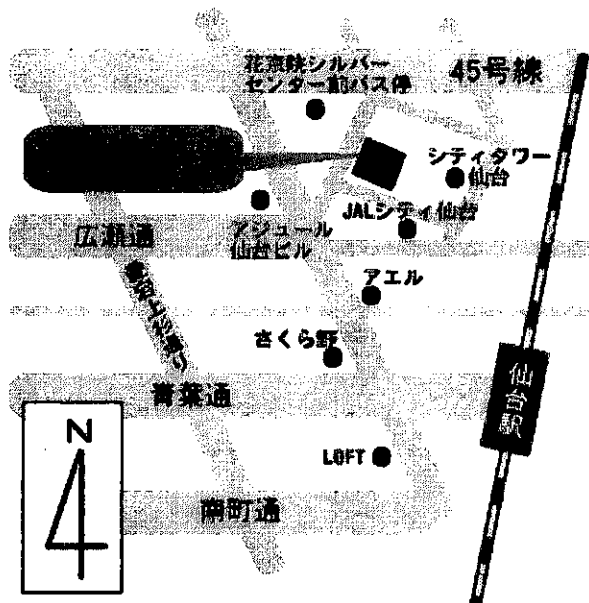 花京院シルバー
センター前バス停
45号線
シティタワー
仙台
JALシティ仙台
広瀬通
アジュール
仙台ビル
アエル
さくら野
青葉通
仙台駅
N
LOFT
南町通